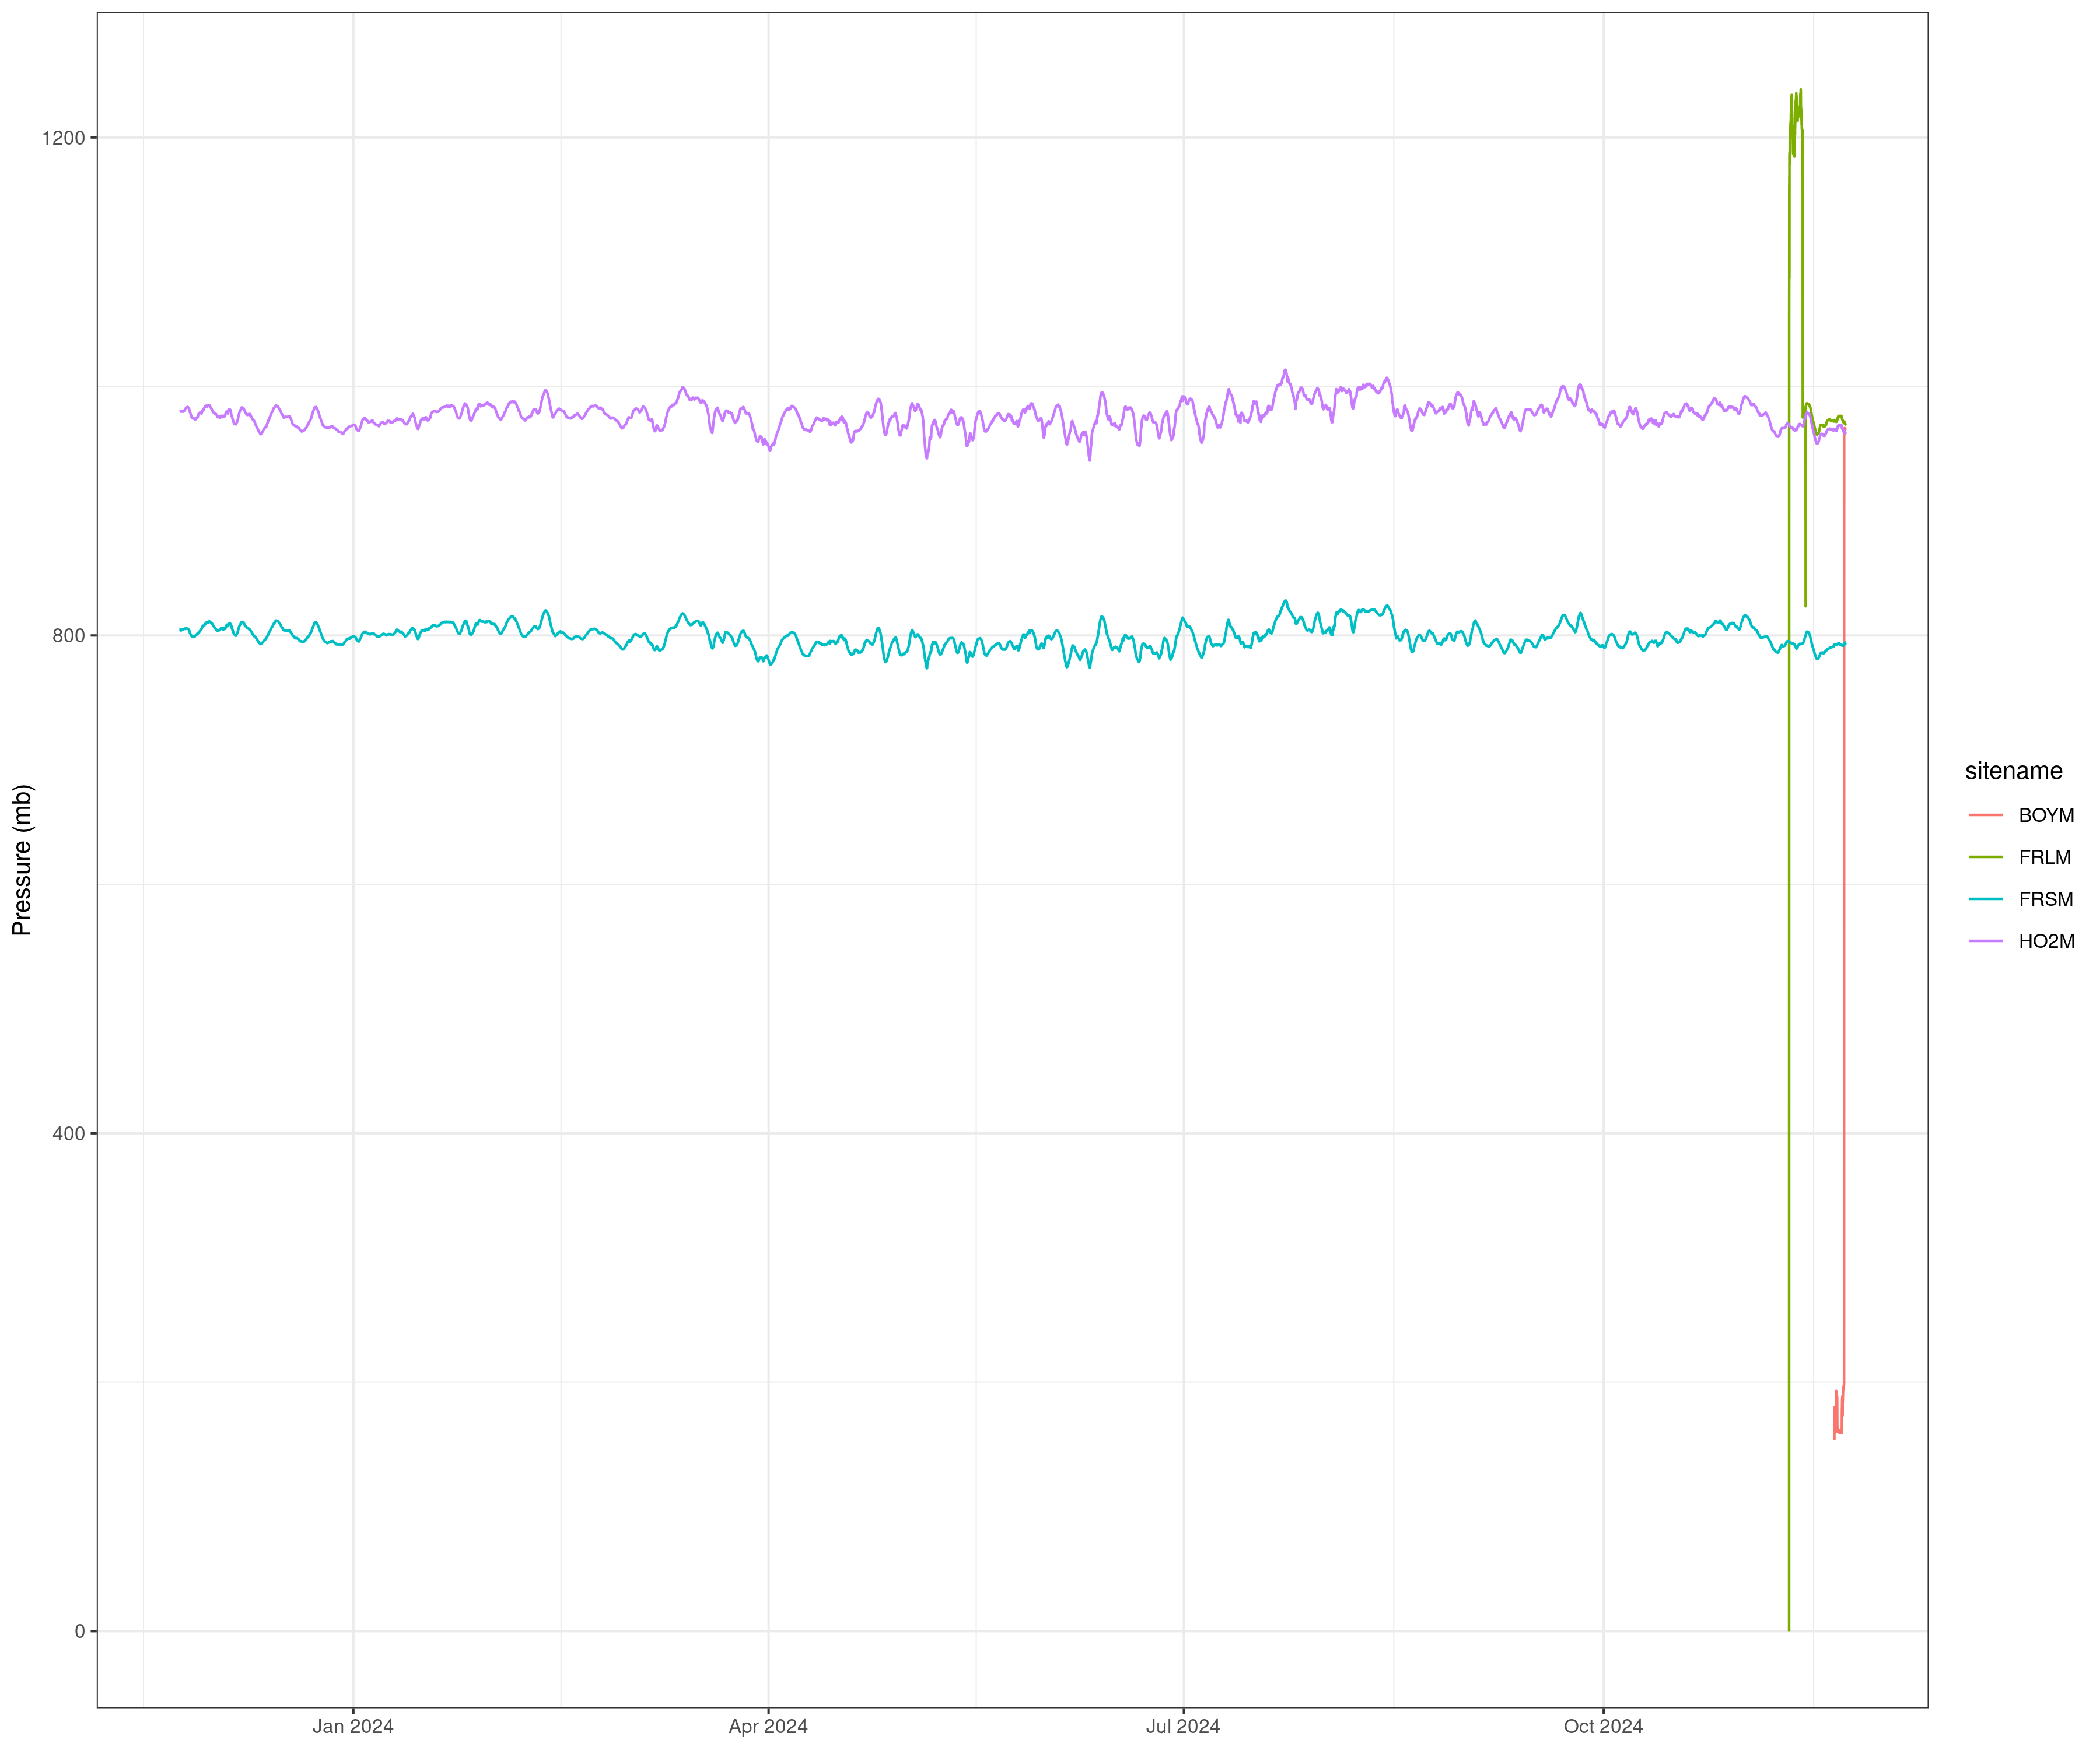 1200
800
400
0
Pressure (mb)
Jan 2024
Apr 2024
Jul 2024
Oct 2024
sitename
BOYM
FRLM
FRSM
HO2M